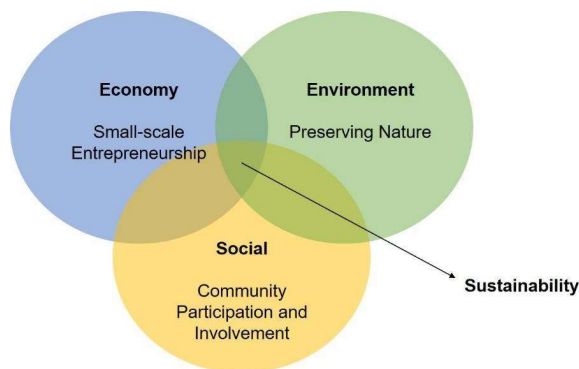 Economy
Small-scale
Entrepreneurship
Environment
Preserving Nature
Social
Community
Participation and
Involvement
Sustainability